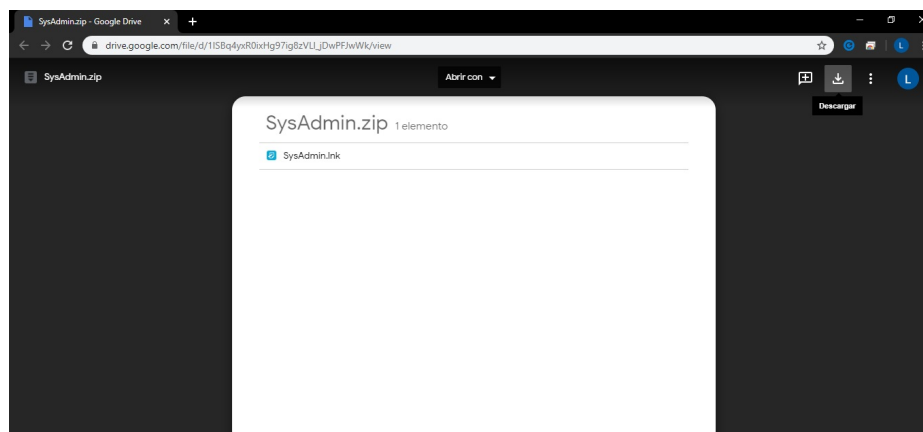 SysAdmin.zip - Google Drive
drive.google.com/file/d/1ISBq4yxR0ixHg97ig8zVLI_jDwPFJwWk/view
L
SysAdmin.zip
Abrir con
L
Descargar
SysAdmin.zip 1 elemento
SysAdmin.lnk